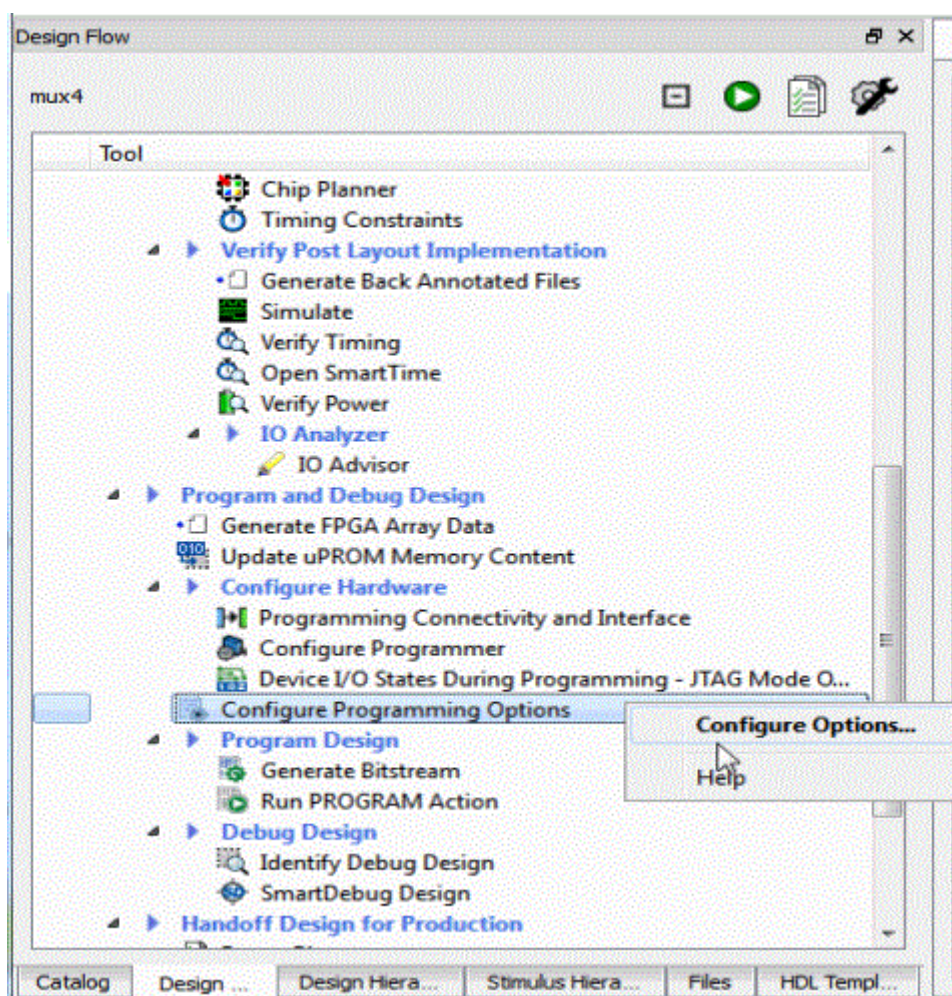 Design Flow
mux4
Tool
Chip Planner
Timing Constraints
Verify Post Layout Implementation
Generate Back Annotated Files
Simulate
Verify Timing
Open SmartTime
Verify Power
IO Analyzer
IO Advisor
Program and Debug Design
Generate FPGA Array Data
Update uPROM Memory Content
Configure Hardware
Programming Connectivity and Interface
Configure Programmer
Device I/O States During Programming - JTAG Mode O...
Configure Programming Options
Configure Options...
Program Design
Help
Generate Bitstream
Run PROGRAM Action
Debug Design
Identify Debug Design
SmartDebug Design
Handoff Design for Production
Catalog Design ... Design Hiera... Stimulus Hiera... Files HDL Templ...